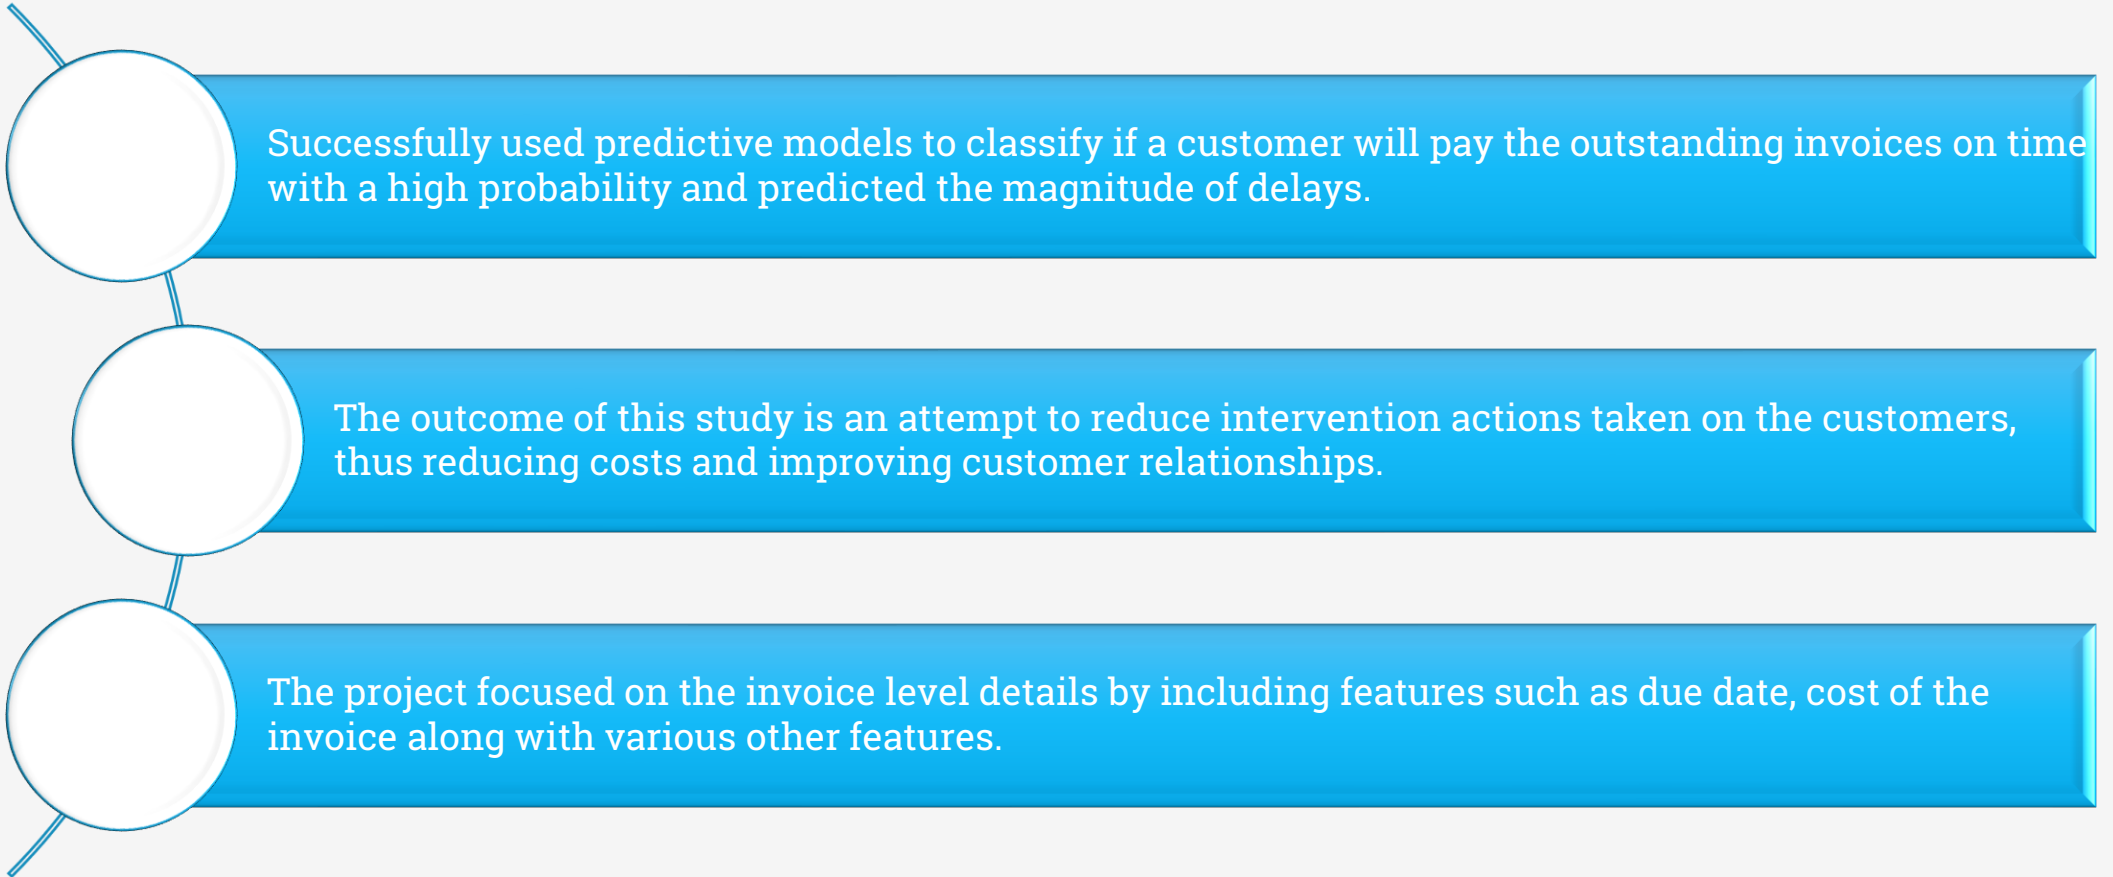 Successfully used predictive models to classify if a customer will pay the outstanding invoices on time
with a high probability and predicted the magnitude of delays.
The outcome of this study is an attempt to reduce intervention actions taken on the customers,
thus reducing costs and improving customer relationships.
The project focused on the invoice level details by including features such as due date, cost of the
invoice along with various other features.